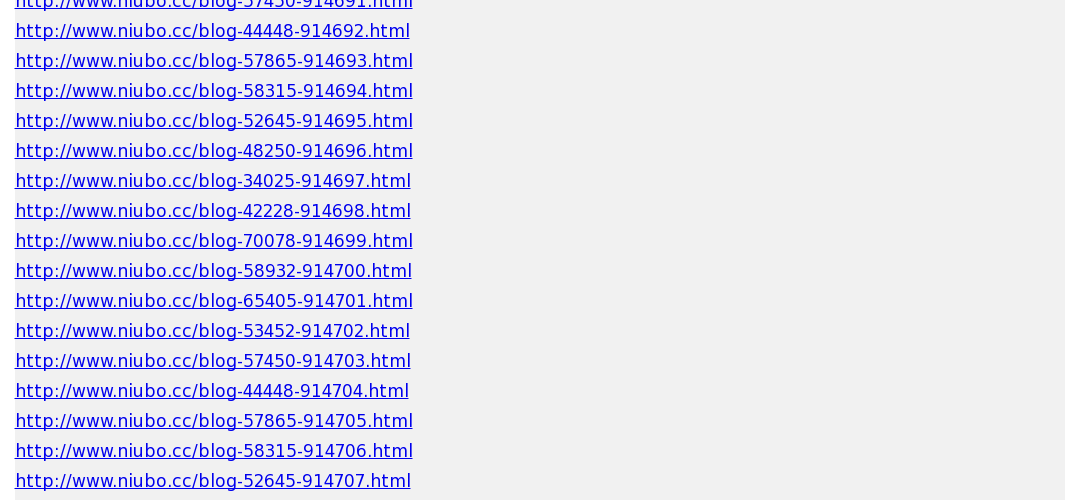 http://www.niubo.cc/blog-57450-914691.html
http://www.niubo.cc/blog-44448-914692.html
http://www.niubo.cc/blog-57865-914693.html
http://www.niubo.cc/blog-58315-914694.html
http://www.niubo.cc/blog-52645-914695.html
http://www.niubo.cc/blog-48250-914696.html
http://www.niubo.cc/blog-34025-914697.html
http://www.niubo.cc/blog-42228-914698.html
http://www.niubo.cc/blog-70078-914699.html
http://www.niubo.cc/blog-58932-914700.html
http://www.niubo.cc/blog-65405-914701.html
http://www.niubo.cc/blog-53452-914702.html
http://www.niubo.cc/blog-57450-914703.html
http://www.niubo.cc/blog-44448-914704.html
http://www.niubo.cc/blog-57865-914705.html
http://www.niubo.cc/blog-58315-914706.html
http://www.niubo.cc/blog-52645-914707.html